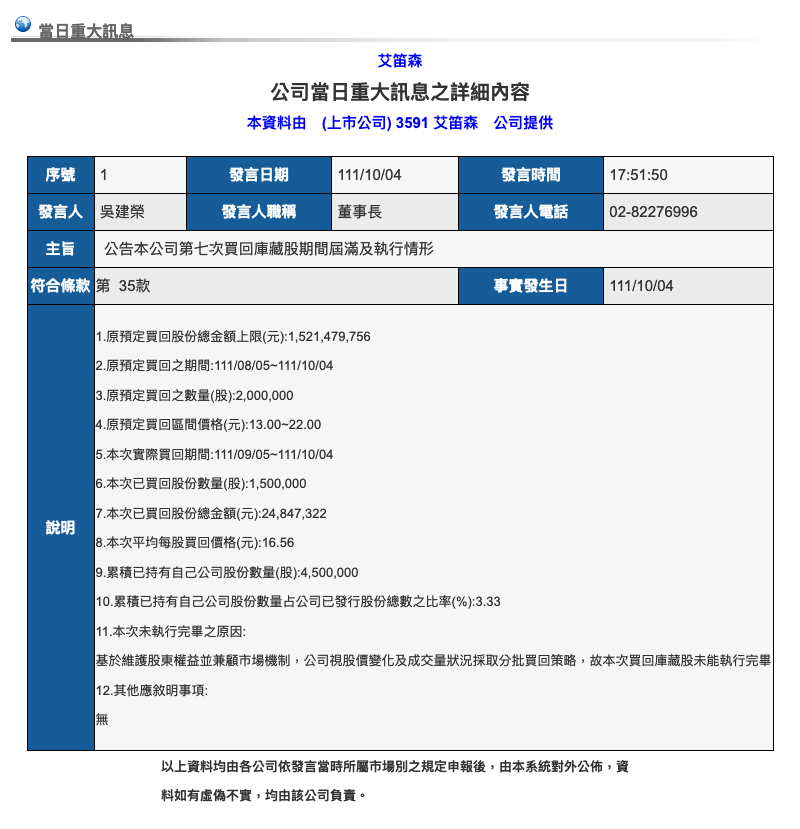 當日重大訊息
艾笛森
公司當日重大訊息之詳細內容
本資料由 (上市公司) 3591 艾笛森 公司提供
序號 1 發言日期 111/10/04 發言時間 17:51:50
發言人 吳建榮 發言人職稱 董事長 發言人電話 02-82276996
主旨 公告本公司第七次買回庫藏股期間屆滿及執行情形
符合條款 第 35款 事實發生日 111/10/04
說明
1.原預定買回股份總金額上限(元):1,521,479,756
2.原預定買回之期間:111/08/05~111/10/04
3.原預定買回之數量(股):2,000,000
4.原預定買回區間價格(元):13.00~22.00
5.本次實際買回期間:111/09/05~111/10/04
6.本次已買回股份數量(股):1,500,000
7.本次已買回股份總金額(元):24,847,322
8.本次平均每股買回價格(元):16.56
9.累積已持有自己公司股份數量(股):4,500,000
10.累積已持有自己公司股份數量占公司已發行股份總數之比率(%):3.33
11.本次未執行完畢之原因:
基於維護股東權益並兼顧市場機制，公司視股價變化及成交量狀況採取分批買回策略，故本次買回庫藏股未能執行完畢
12.其他應敘明事項:
無
以上資料均由各公司依發言當時所屬市場別之規定申報後，由本系統對外公佈，資
料如有虛偽不實，均由該公司負責。